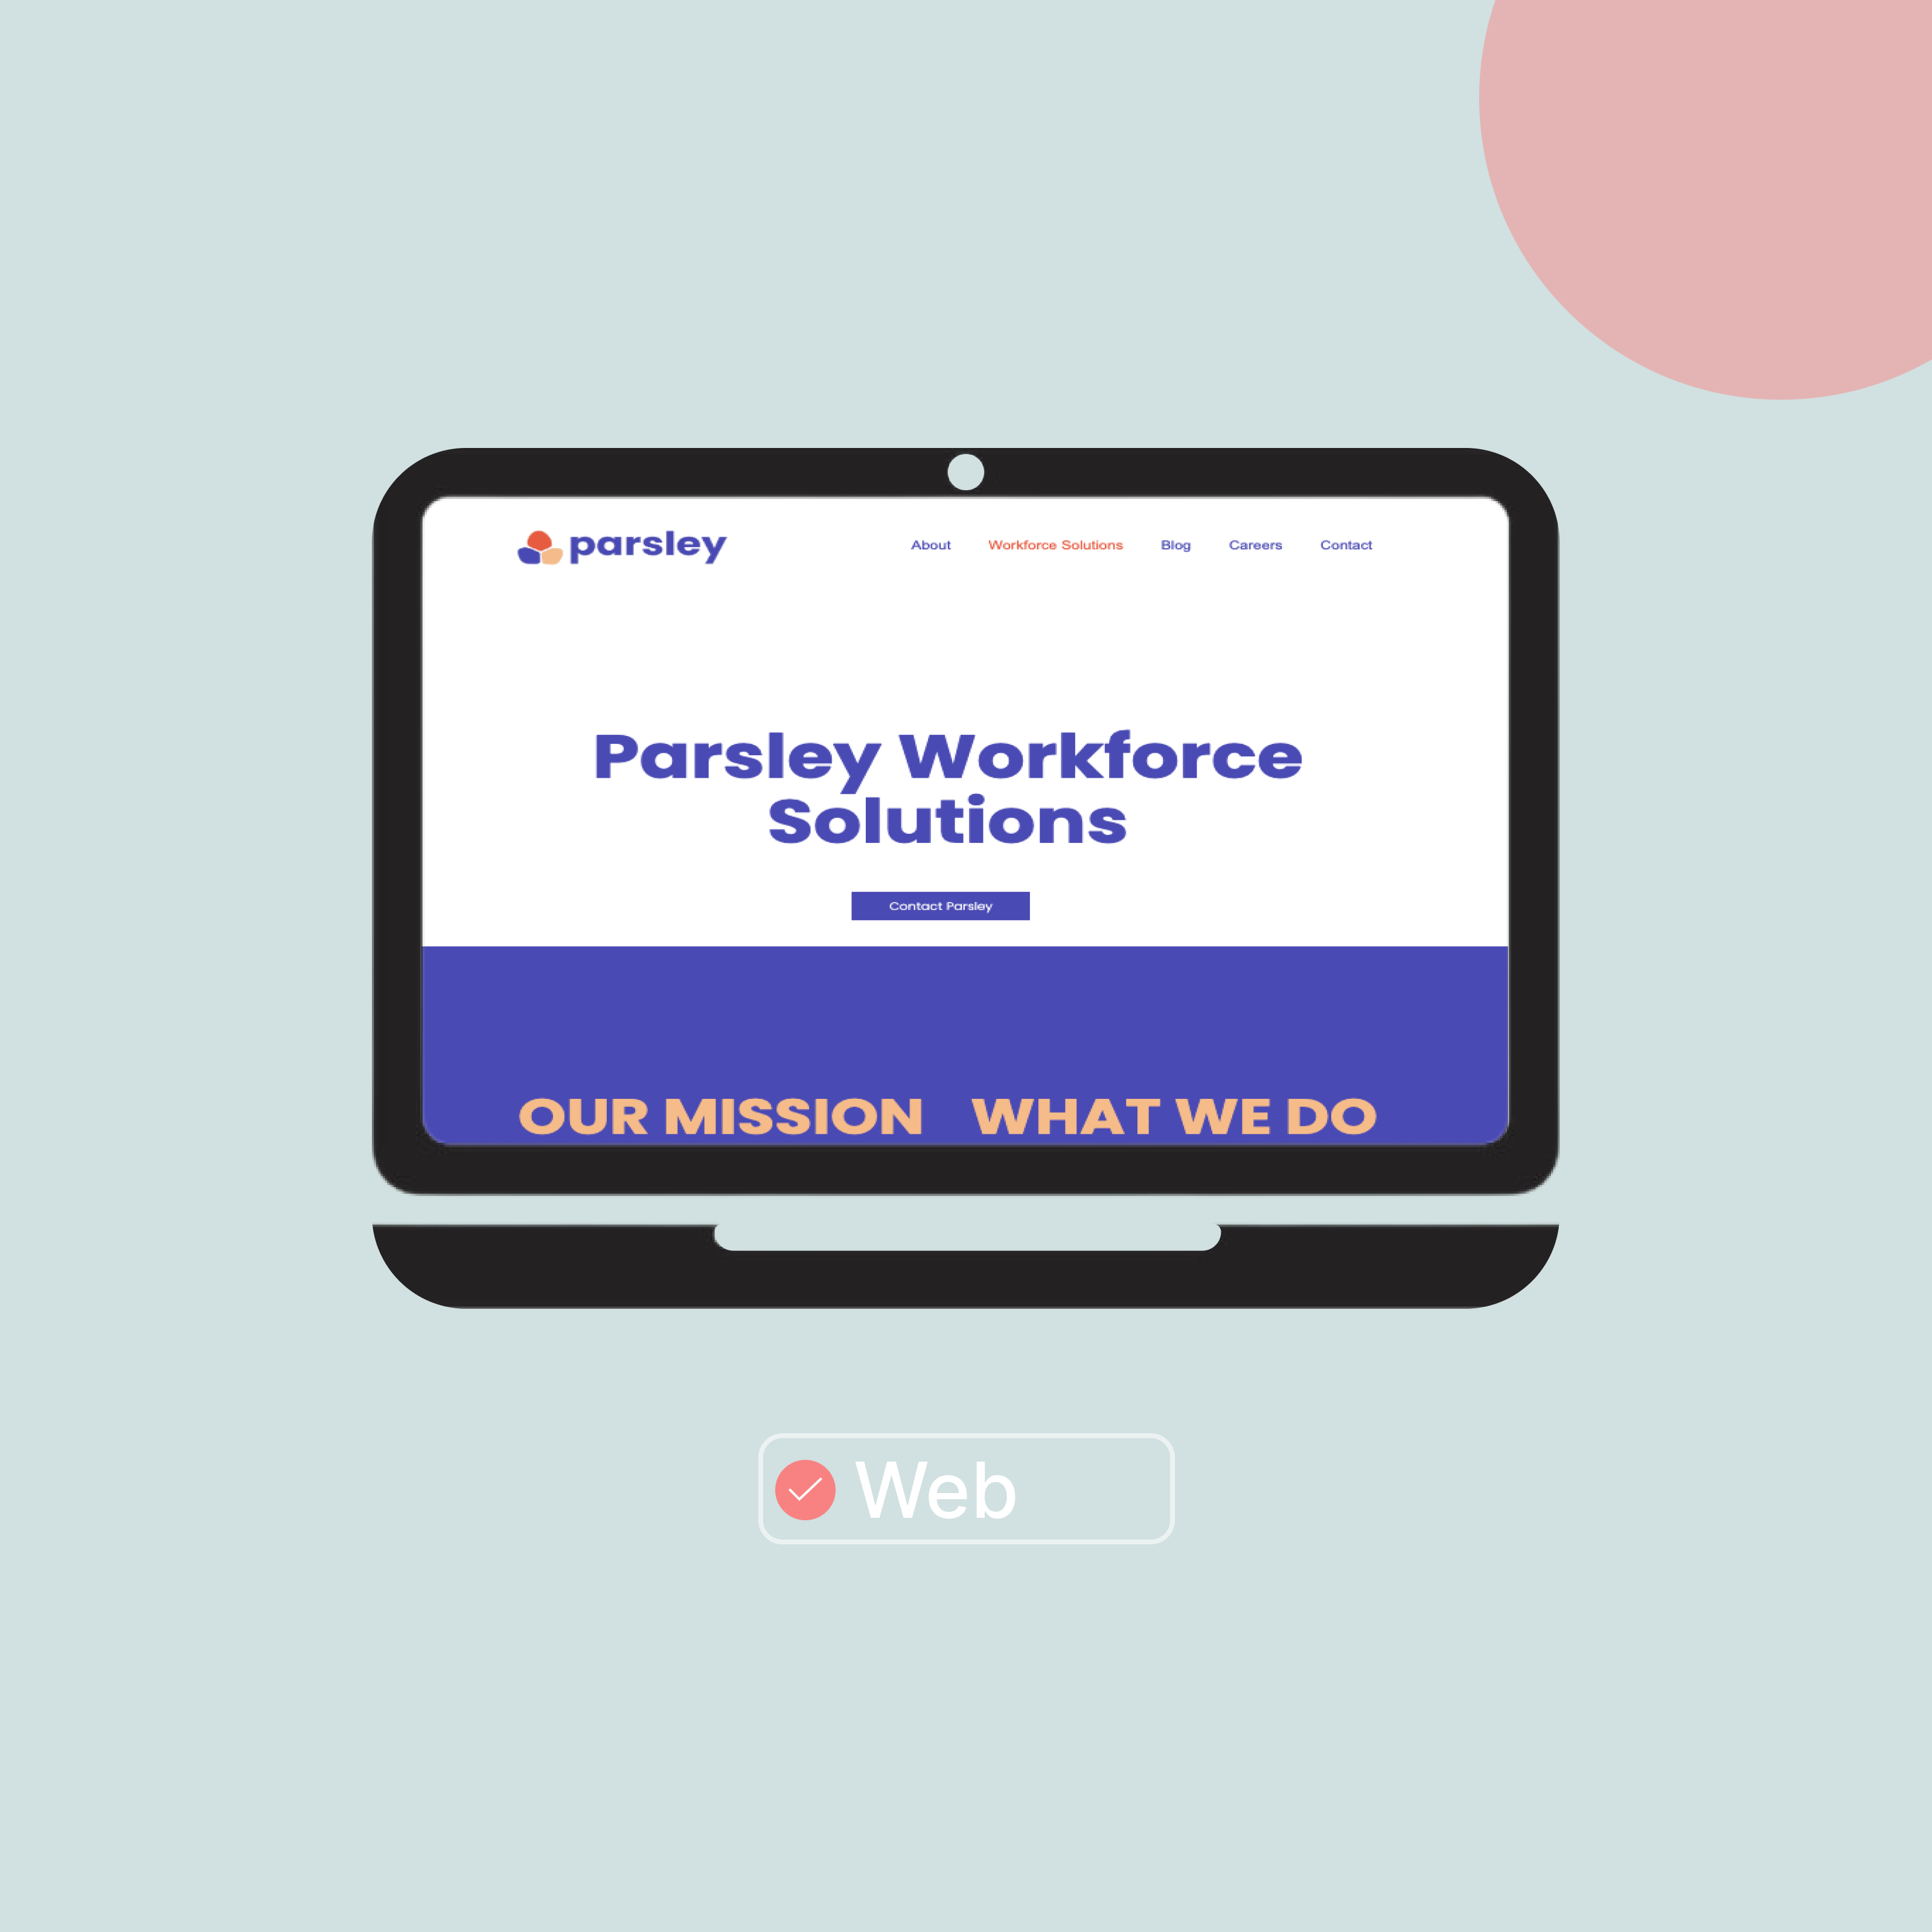 parsley
About Workforce Solutions Blog Careers Contact
Parsley Workforce
Solutions
Contact Parsley
OUR MISSION WHAT WE DO
Web